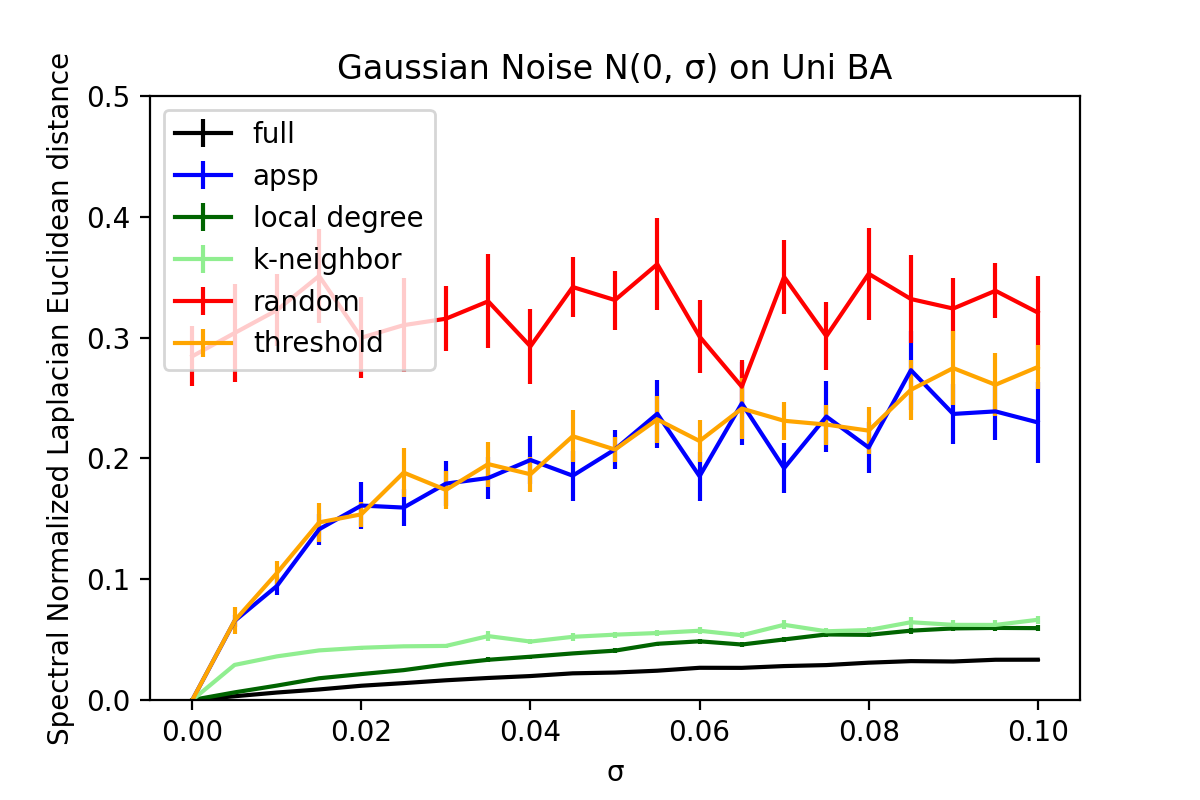 Gaussian Noise N(0, σ) on Uni BA
Spectral Normalized Laplacian Euclidean distance
0.5
0.4
0.3
0.2
0.1
0.0
full
apsp
local degree
k-neighbor
random
threshold
0.00 0.02 0.04 0.06 0.08 0.10
σ